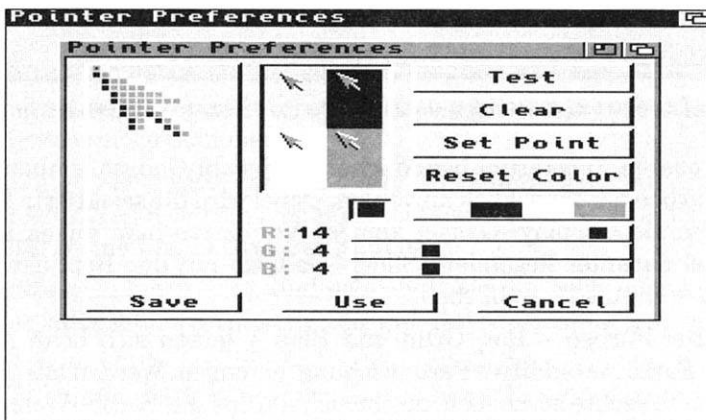 Pointer Preferences
Pointer Preferences
Test
Clear
Set Point
Reset Color
R:14
G: 4
B: 4
Save
Use
Cancel